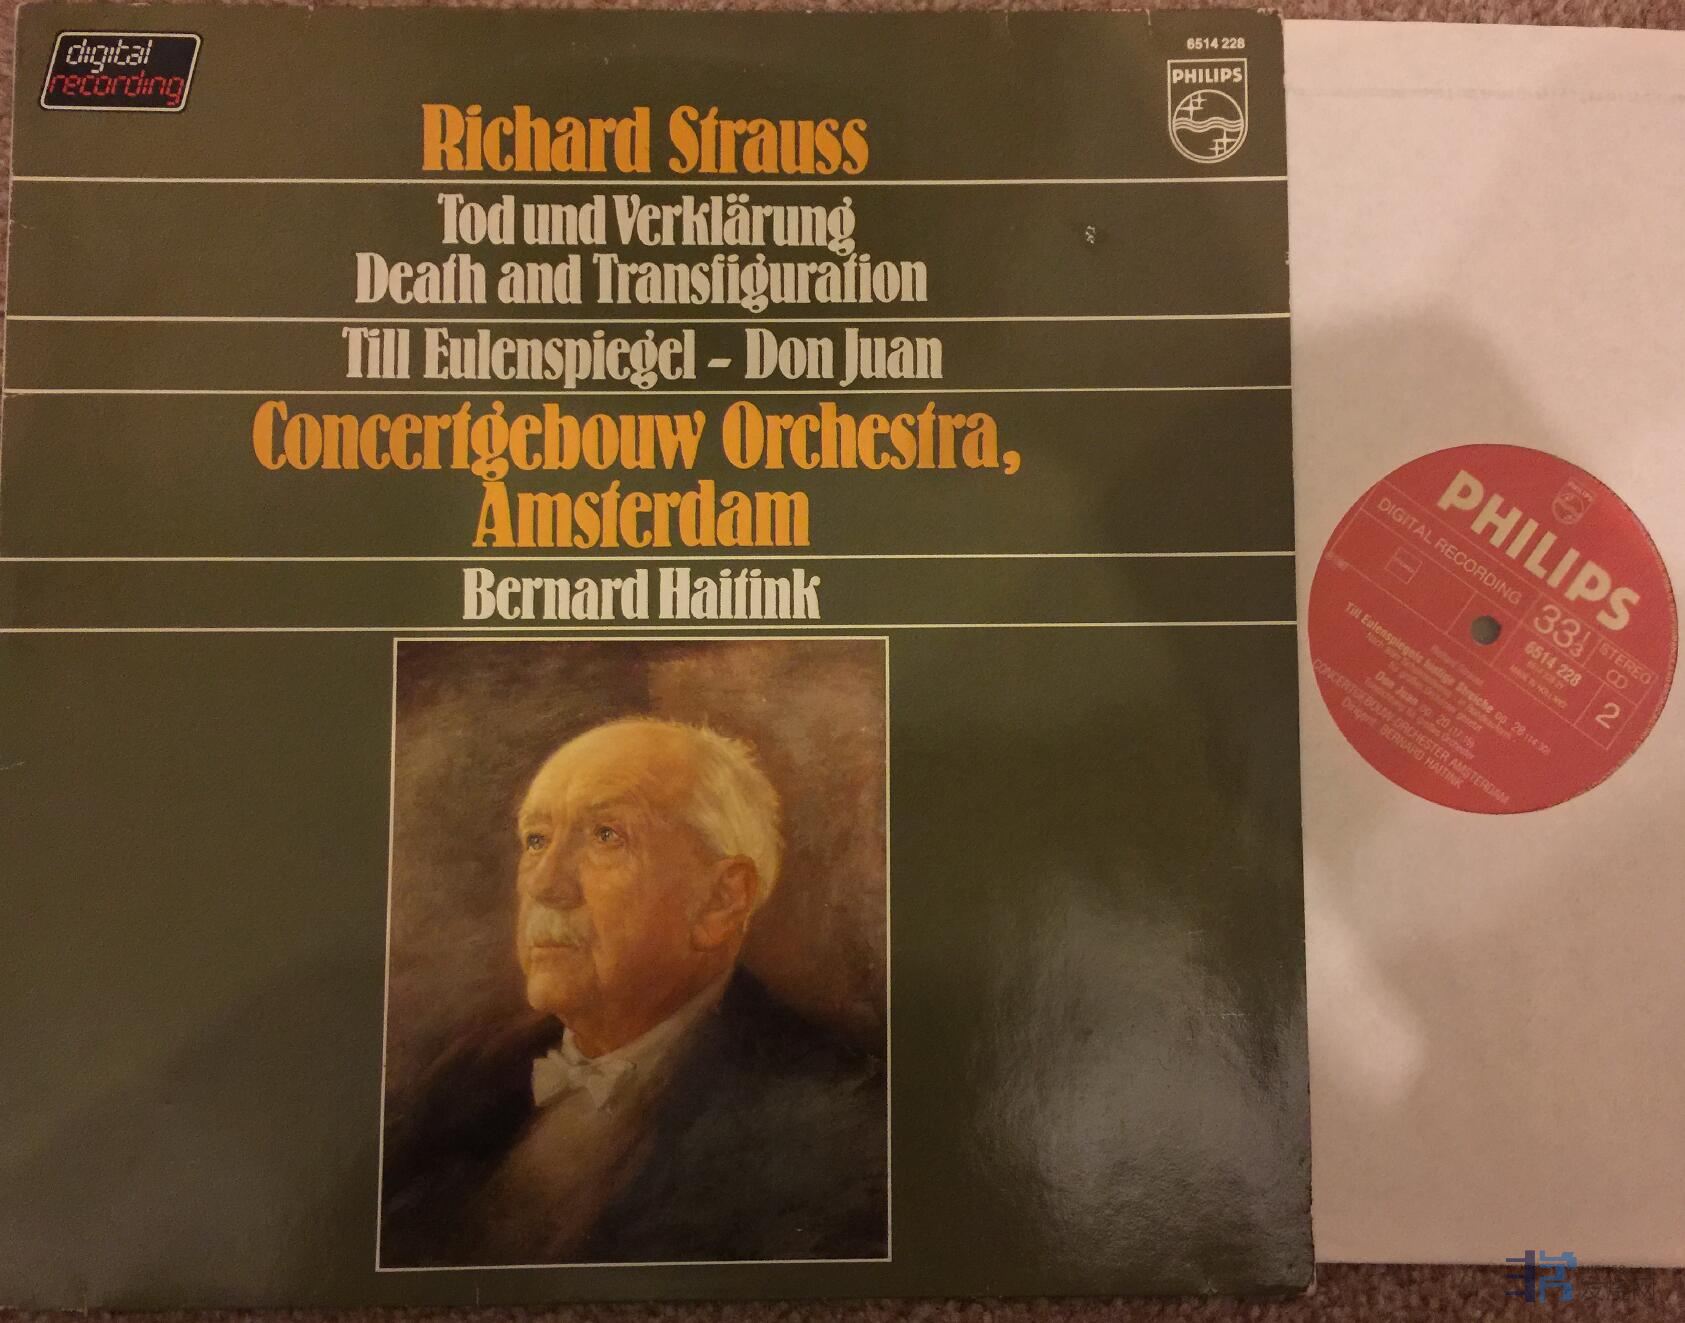 digital
recording
6514 228
PHILIPS
Richard Strauss
Tod und Verklärung
Death and Transfiguration
Till Eulenspiegel – Don Juan
Concertgebouw Orchestra,
Amsterdam
Bernard Haitink
PHILIPS
DIGITAL RECORDING
33 1/3
STEREO
6514 228
MADE IN HOLLAND
2
Till Eulenspiegels lustige Streiche op. 28
Don Juan op. 20
CONCERTGEBOUW-ORCHESTER AMSTERDAM
Dirigent:
BERNARD HAITINK